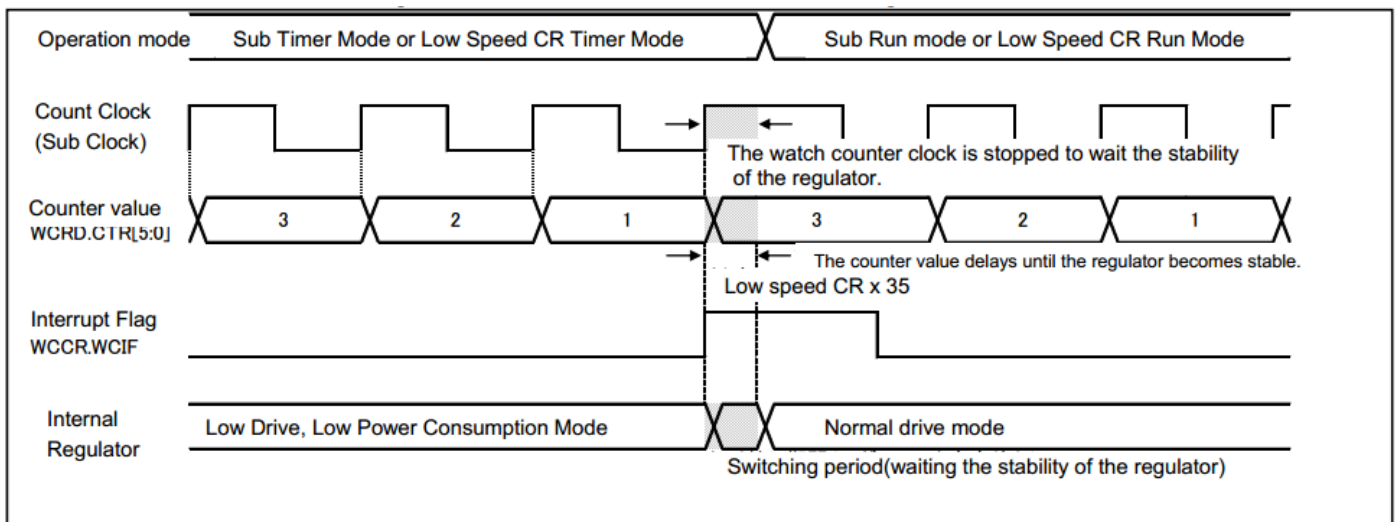 Operation mode
Sub Timer Mode or Low Speed CR Timer Mode
Sub Run mode or Low Speed CR Run Mode
Count Clock
(Sub Clock)
The watch counter clock is stopped to wait the stability
of the regulator.
Counter value
WCRD.CTR[5:0]
3
2
1
3
2
1
The counter value delays until the regulator becomes stable.
Low speed CR x 35
Interrupt Flag
WCCR.WCIF
Internal
Regulator
Low Drive, Low Power Consumption Mode
Normal drive mode
Switching period(waiting the stability of the regulator)